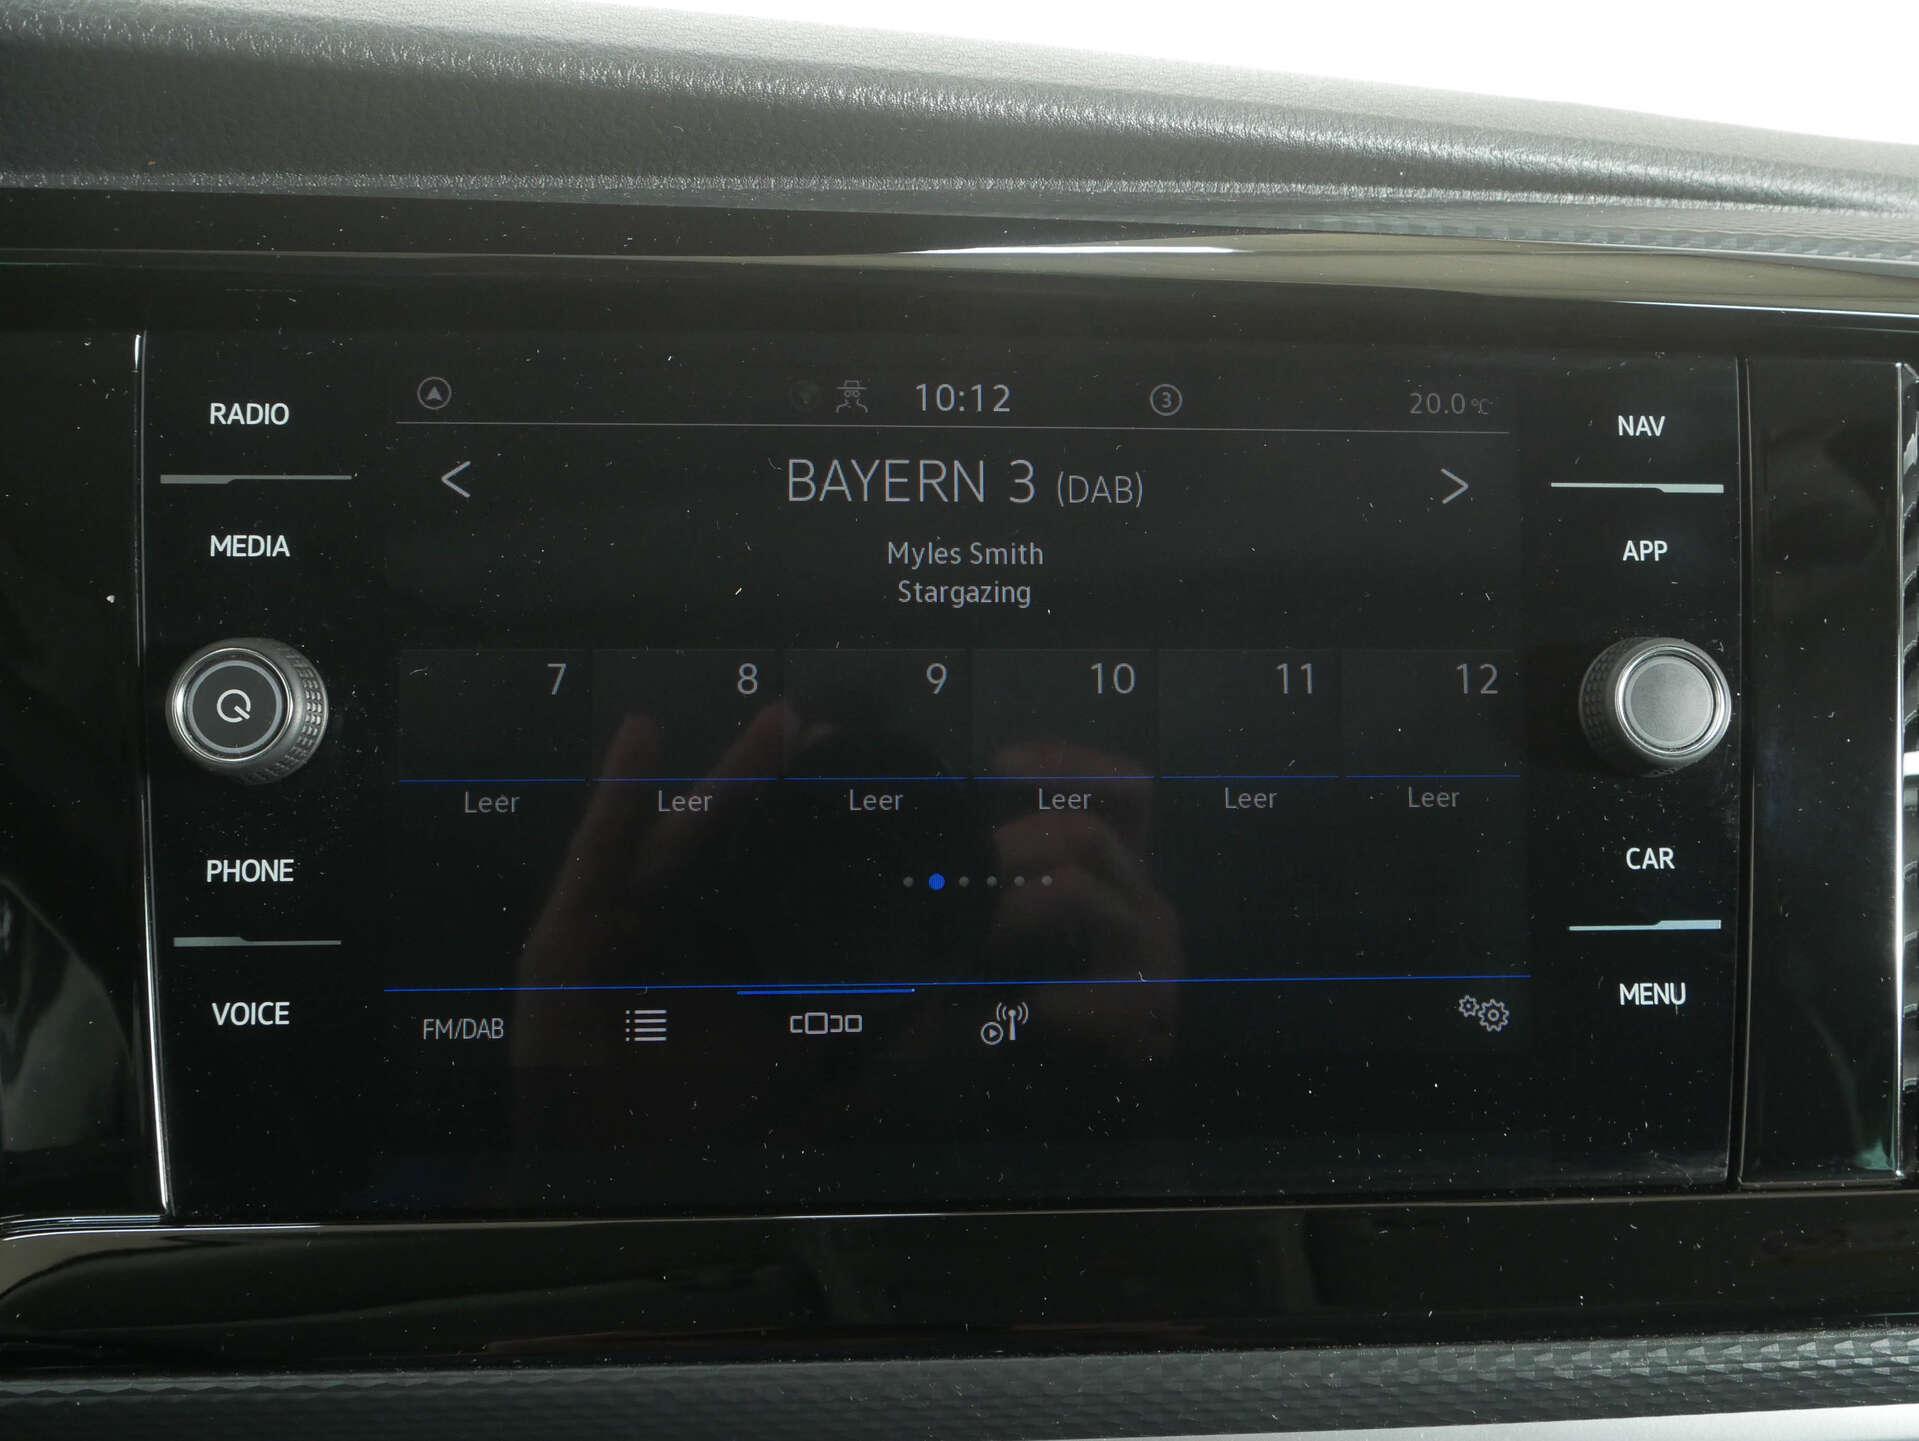 RADIO
MEDIA
PHONE
VOICE
10:12
3
20.0 °C
< BAYERN 3 (DAB) >
Myles Smith
Stargazing
7 8 9 10 11 12
Leer Leer Leer Leer Leer Leer
FM/DAB
NAV
APP
CAR
MENU